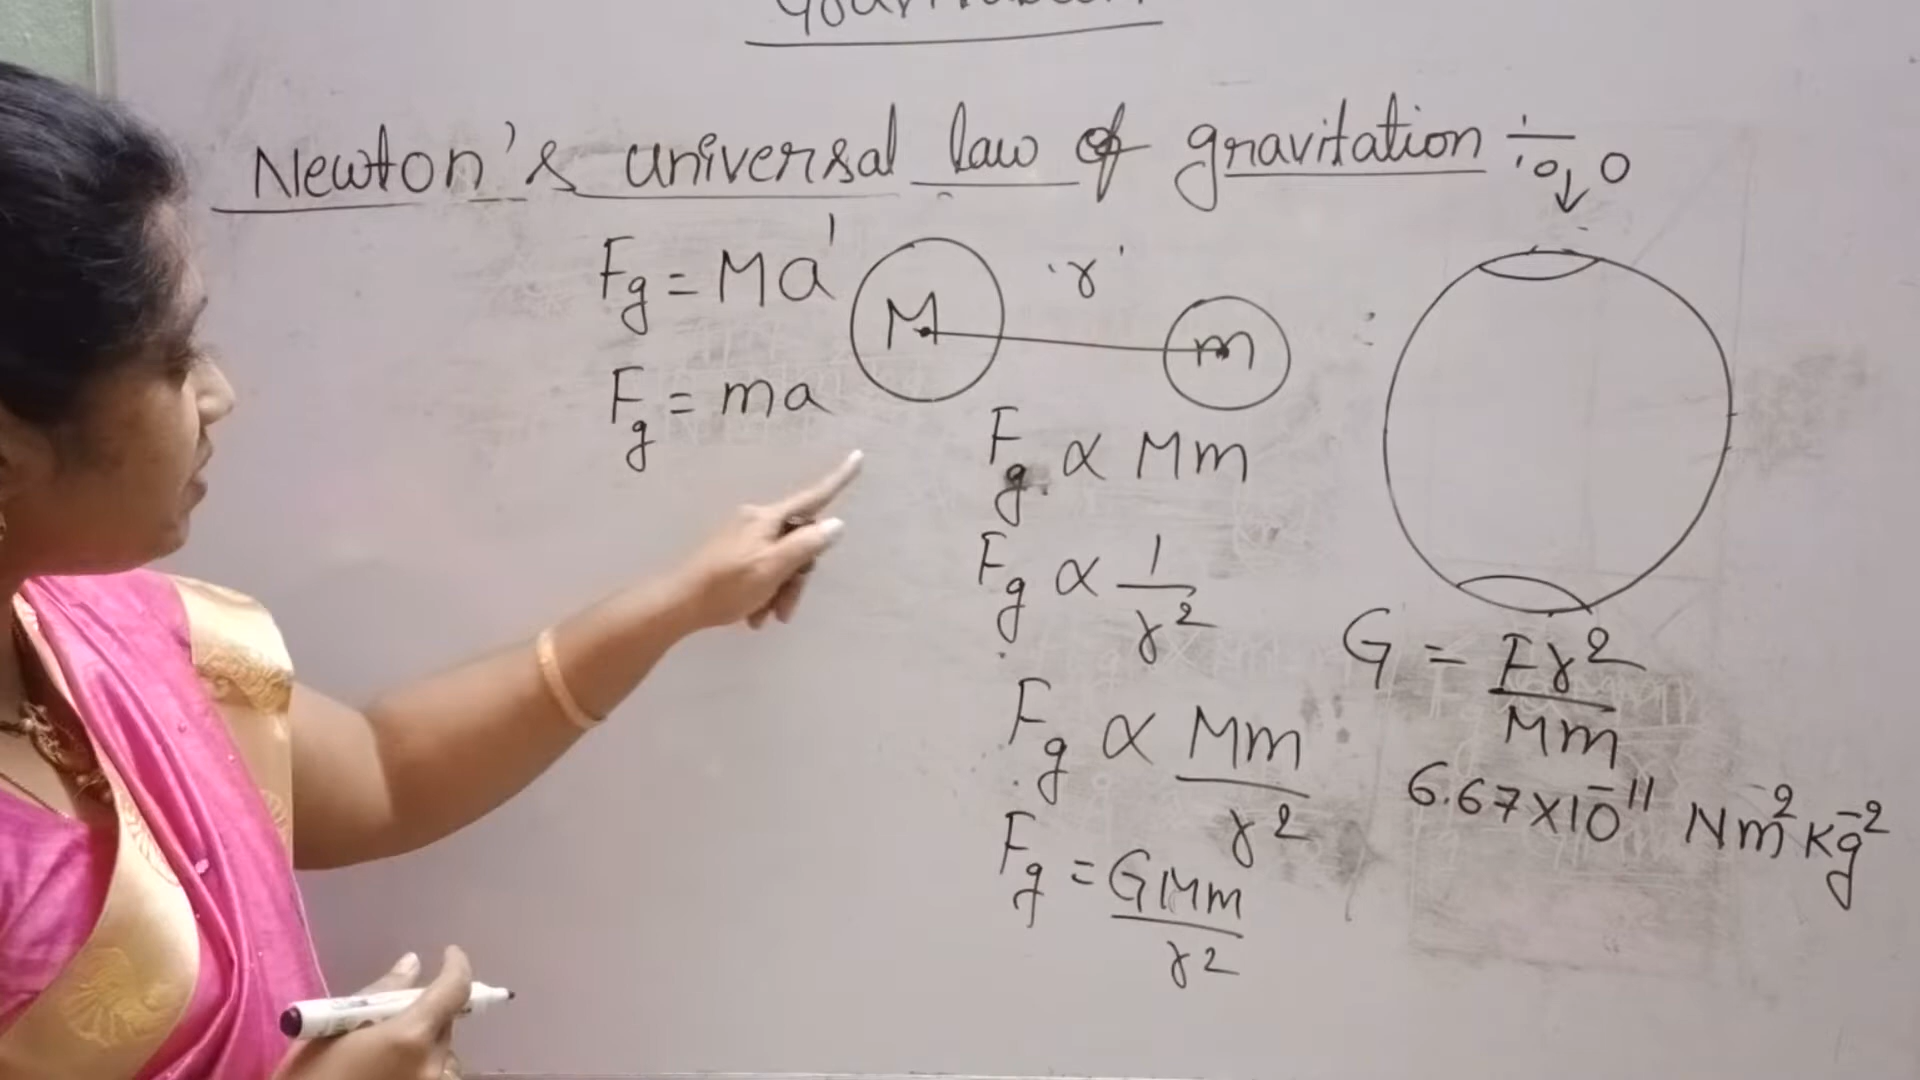 Gravitation
Newton's universal law of gravitation :-
Fg = Ma'
Fg = ma
M
'r'
m
Fg ∝ Mm
Fg ∝ 1/r²
Fg ∝ Mm/r²
Fg = GMm/r²
G = Fr²/Mm
6.67×10⁻¹¹ Nm²Kg⁻²